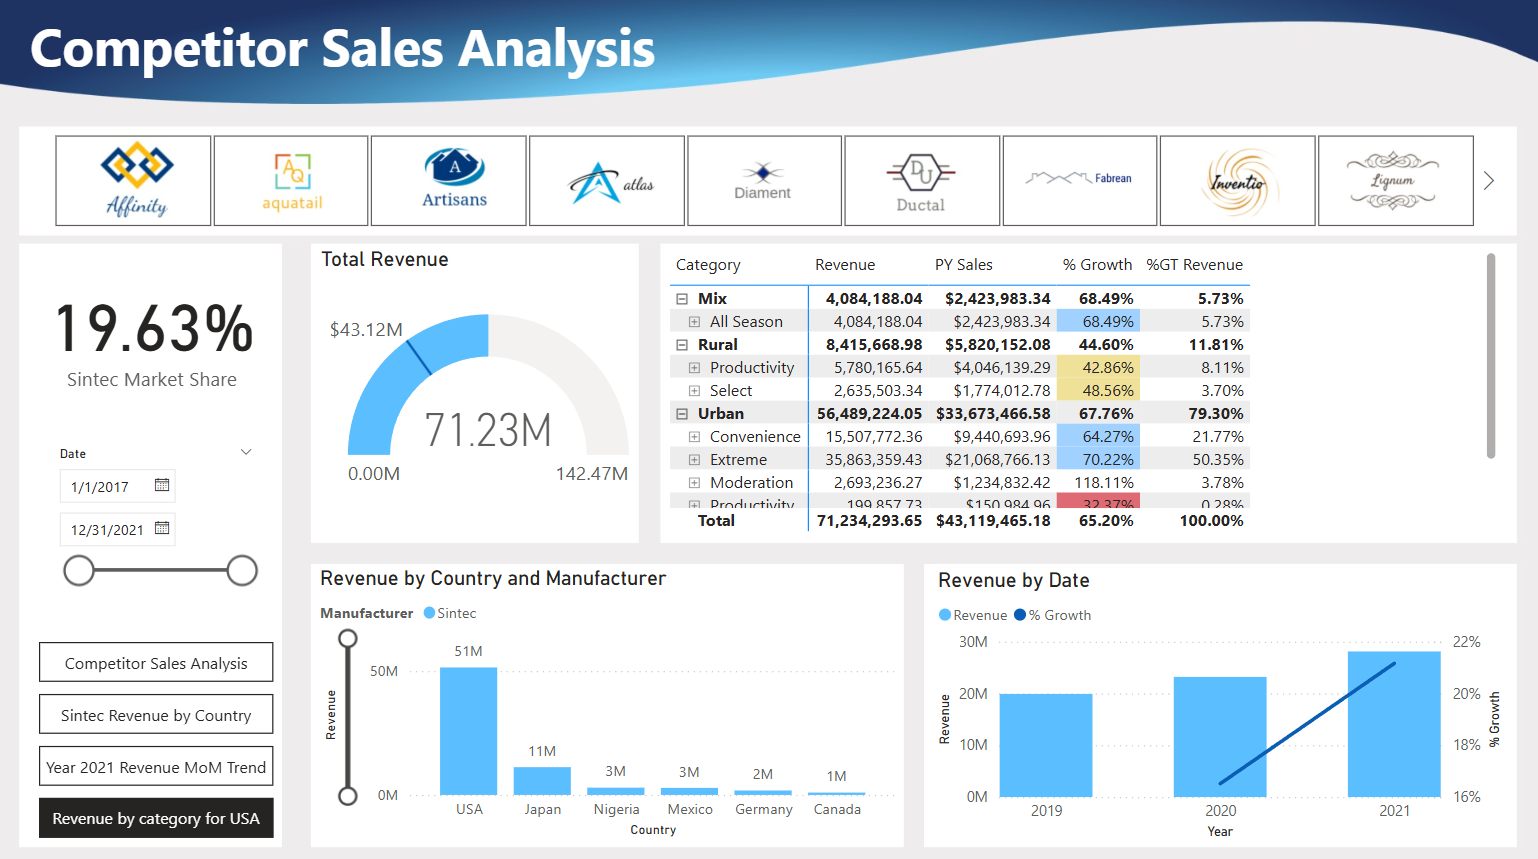 Competitor Sales Analysis
Affinity
AQ
aquatail
A
Artisans
atlas
Diament
DU
Ductal
Fabrean
Inventio
Lignum
19.63%
Sintec Market Share
Date
1/1/2017
12/31/2021
Competitor Sales Analysis
Sintec Revenue by Country
Year 2021 Revenue MoM Trend
Revenue by category for USA
Total Revenue
$43.12M
71.23M
0.00M 142.47M
Category Revenue PY Sales % Growth %GT Revenue
Mix 4,084,188.04 $2,423,983.34 68.49% 5.73%
All Season 4,084,188.04 $2,423,983.34 68.49% 5.73%
Rural 8,415,668.98 $5,820,152.08 44.60% 11.81%
Productivity 5,780,165.64 $4,046,139.29 42.86% 8.11%
Select 2,635,503.34 $1,774,012.78 48.56% 3.70%
Urban 56,489,224.05 $33,673,466.58 67.76% 79.30%
Convenience 15,507,772.36 $9,440,693.96 64.27% 21.77%
Extreme 35,863,359.43 $21,068,766.13 70.22% 50.35%
Moderation 2,693,236.27 $1,234,832.42 118.11% 3.78%
Productivity 199,857.73 $150,984.96 32.37% 0.28%
Total 71,234,293.65 $43,119,465.18 65.20% 100.00%
Revenue by Country and Manufacturer
Manufacturer Sintec
Revenue
50M
0M
51M
11M
3M
3M
2M
1M
USA Japan Nigeria Mexico Germany Canada
Country
Revenue by Date
Revenue % Growth
30M
20M
10M
0M
Revenue
22%
20%
18%
16%
% Growth
2019 2020 2021
Year